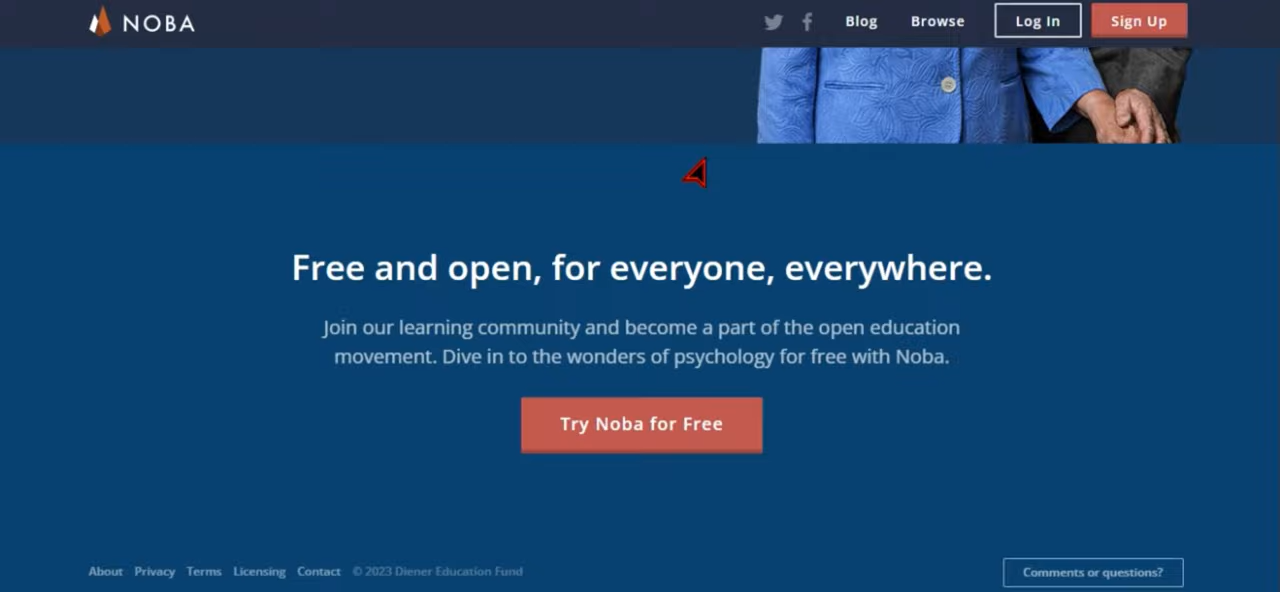 NOBA
Blog
Browse
Log In
Sign Up
Free and open, for everyone, everywhere.
Join our learning community and become a part of the open education
movement. Dive in to the wonders of psychology for free with Noba.
Try Noba for Free
About Privacy Terms Licensing Contact © 2023 Diener Education Fund
Comments or questions?